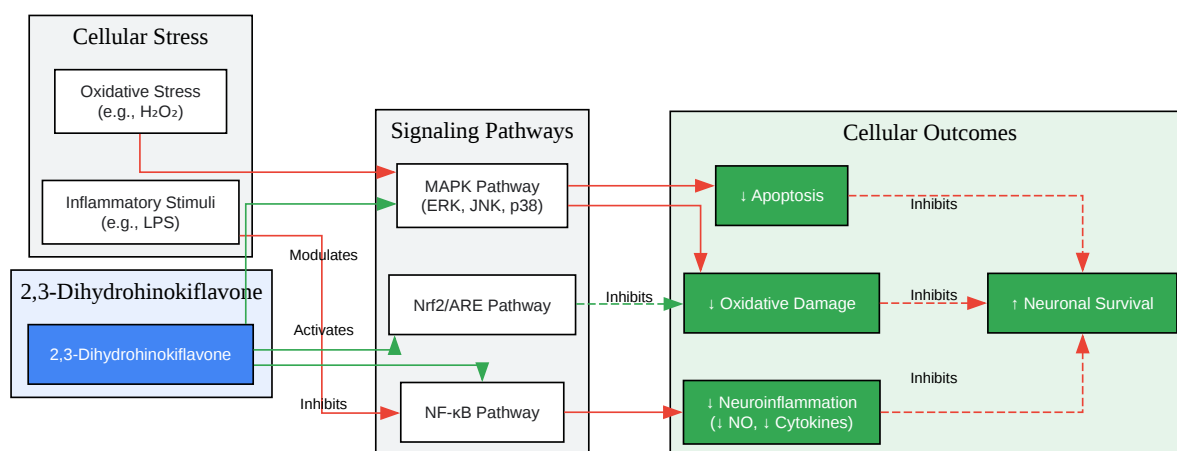 Cellular Stress
Oxidative Stress
(e.g., H₂O₂)
Inflammatory Stimuli
(e.g., LPS)
2,3-Dihydrohinokiflavone
2,3-Dihydrohinokiflavone
Modulates
Activates
Inhibits
Signaling Pathways
MAPK Pathway
(ERK, JNK, p38)
Nrf2/ARE Pathway
NF-κB Pathway
Inhibits
Cellular Outcomes
↓ Apoptosis
↓ Oxidative Damage
↓ Neuroinflammation
(↓ NO, ↓ Cytokines)
Inhibits
Inhibits
Inhibits
↑ Neuronal Survival